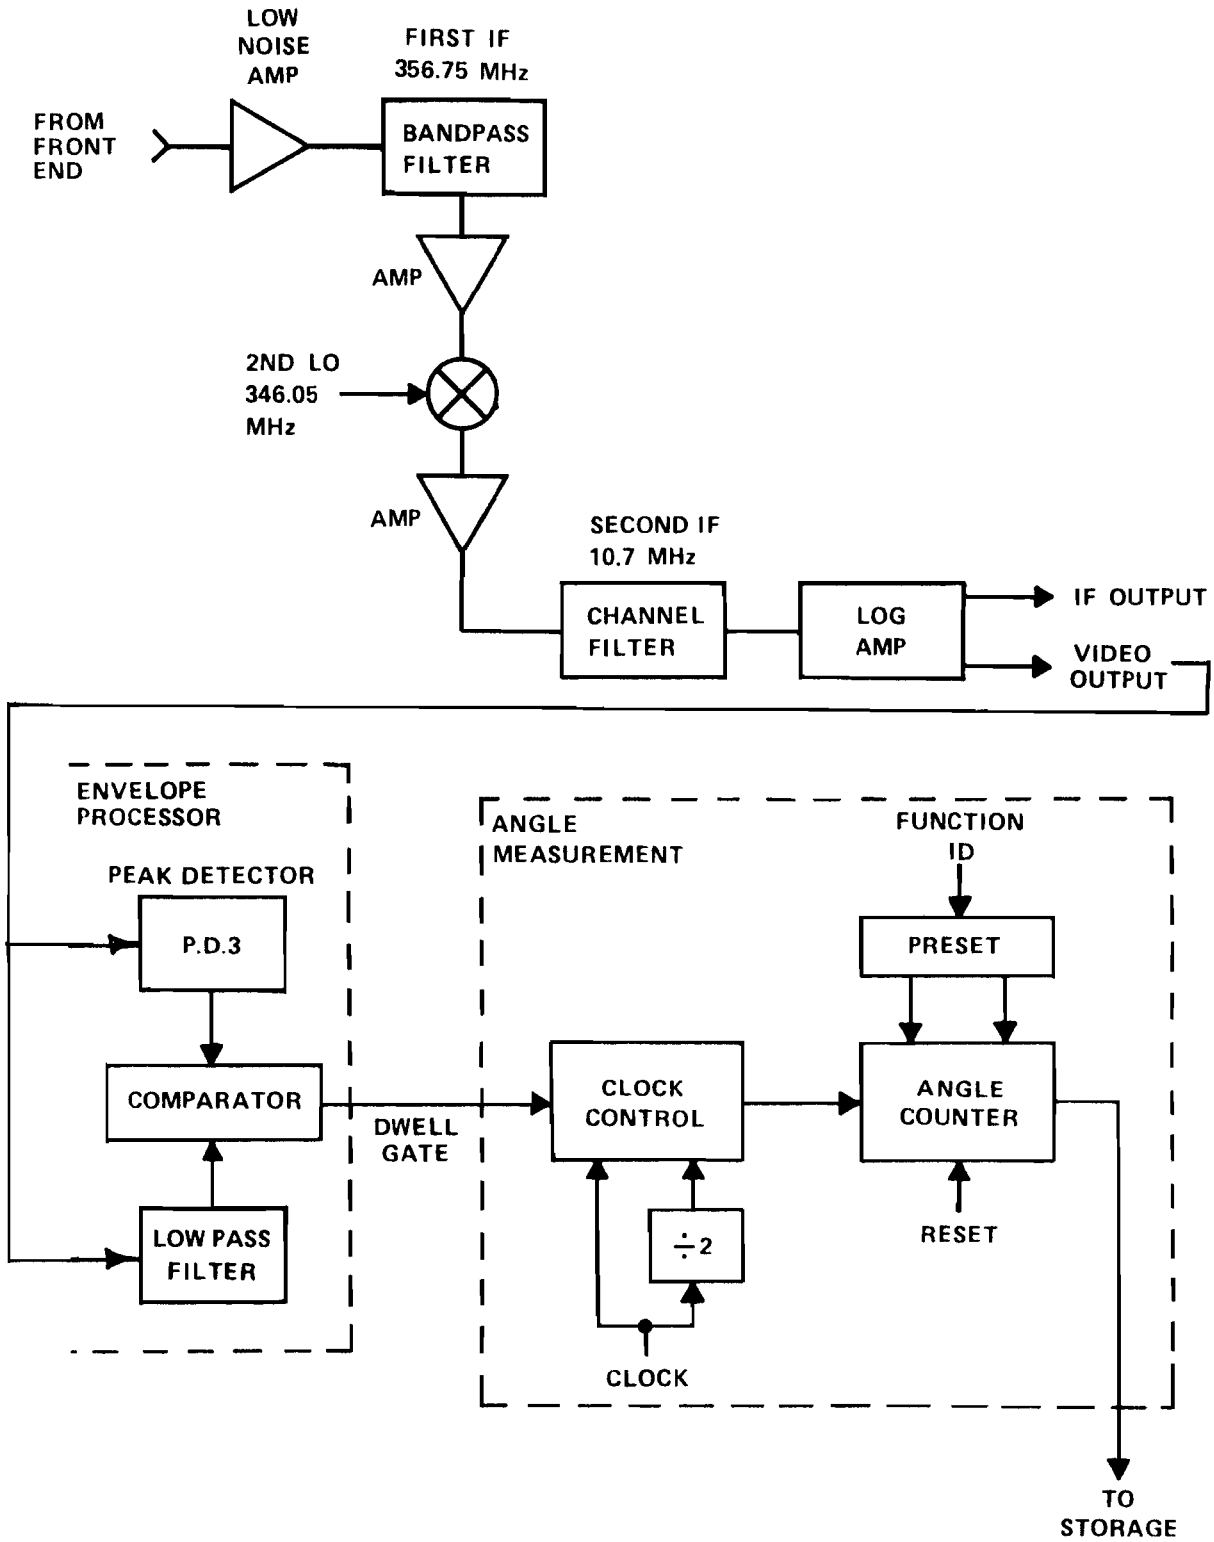 LOW
NOISE
AMP
FIRST IF
356.75 MHz
FROM
FRONT
END
BANDPASS
FILTER
AMP
2ND LO
346.05
MHz
AMP
SECOND IF
10.7 MHz
CHANNEL
FILTER
LOG
AMP
IF OUTPUT
VIDEO
OUTPUT
ENVELOPE
PROCESSOR
PEAK DETECTOR
P.D.3
COMPARATOR
LOW PASS
FILTER
DWELL
GATE
ANGLE
MEASUREMENT
FUNCTION
ID
PRESET
CLOCK
CONTROL
ANGLE
COUNTER
÷2
RESET
CLOCK
TO
STORAGE